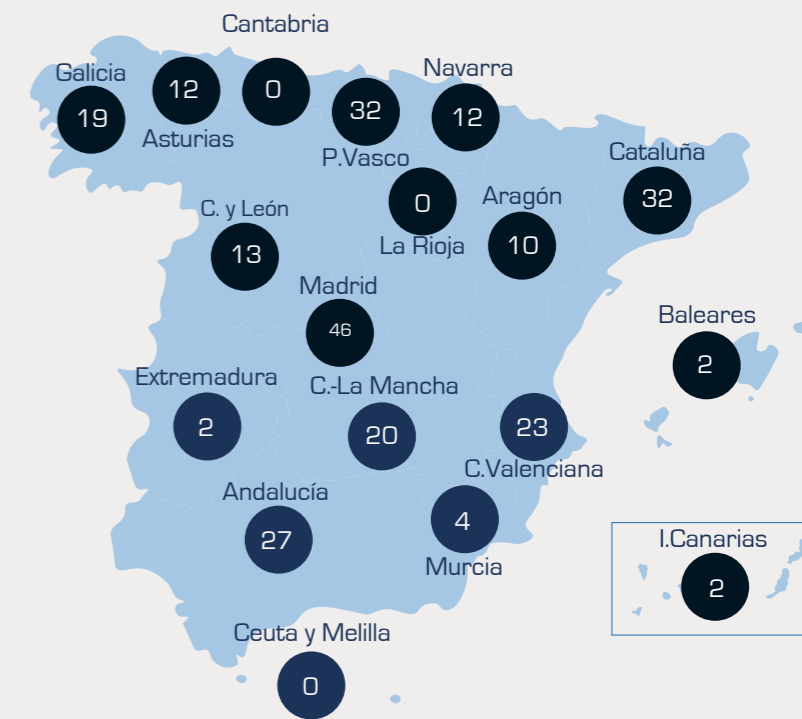 Cantabria
0
Galicia
19
12
Asturias
32
P.Vasco
Navarra
12
Cataluña
32
C. y León
13
0
La Rioja
Aragón
10
Madrid
46
Baleares
2
Extremadura
2
C.-La Mancha
20
23
C.Valenciana
Andalucía
27
4
Murcia
I.Canarias
2
Ceuta y Melilla
0